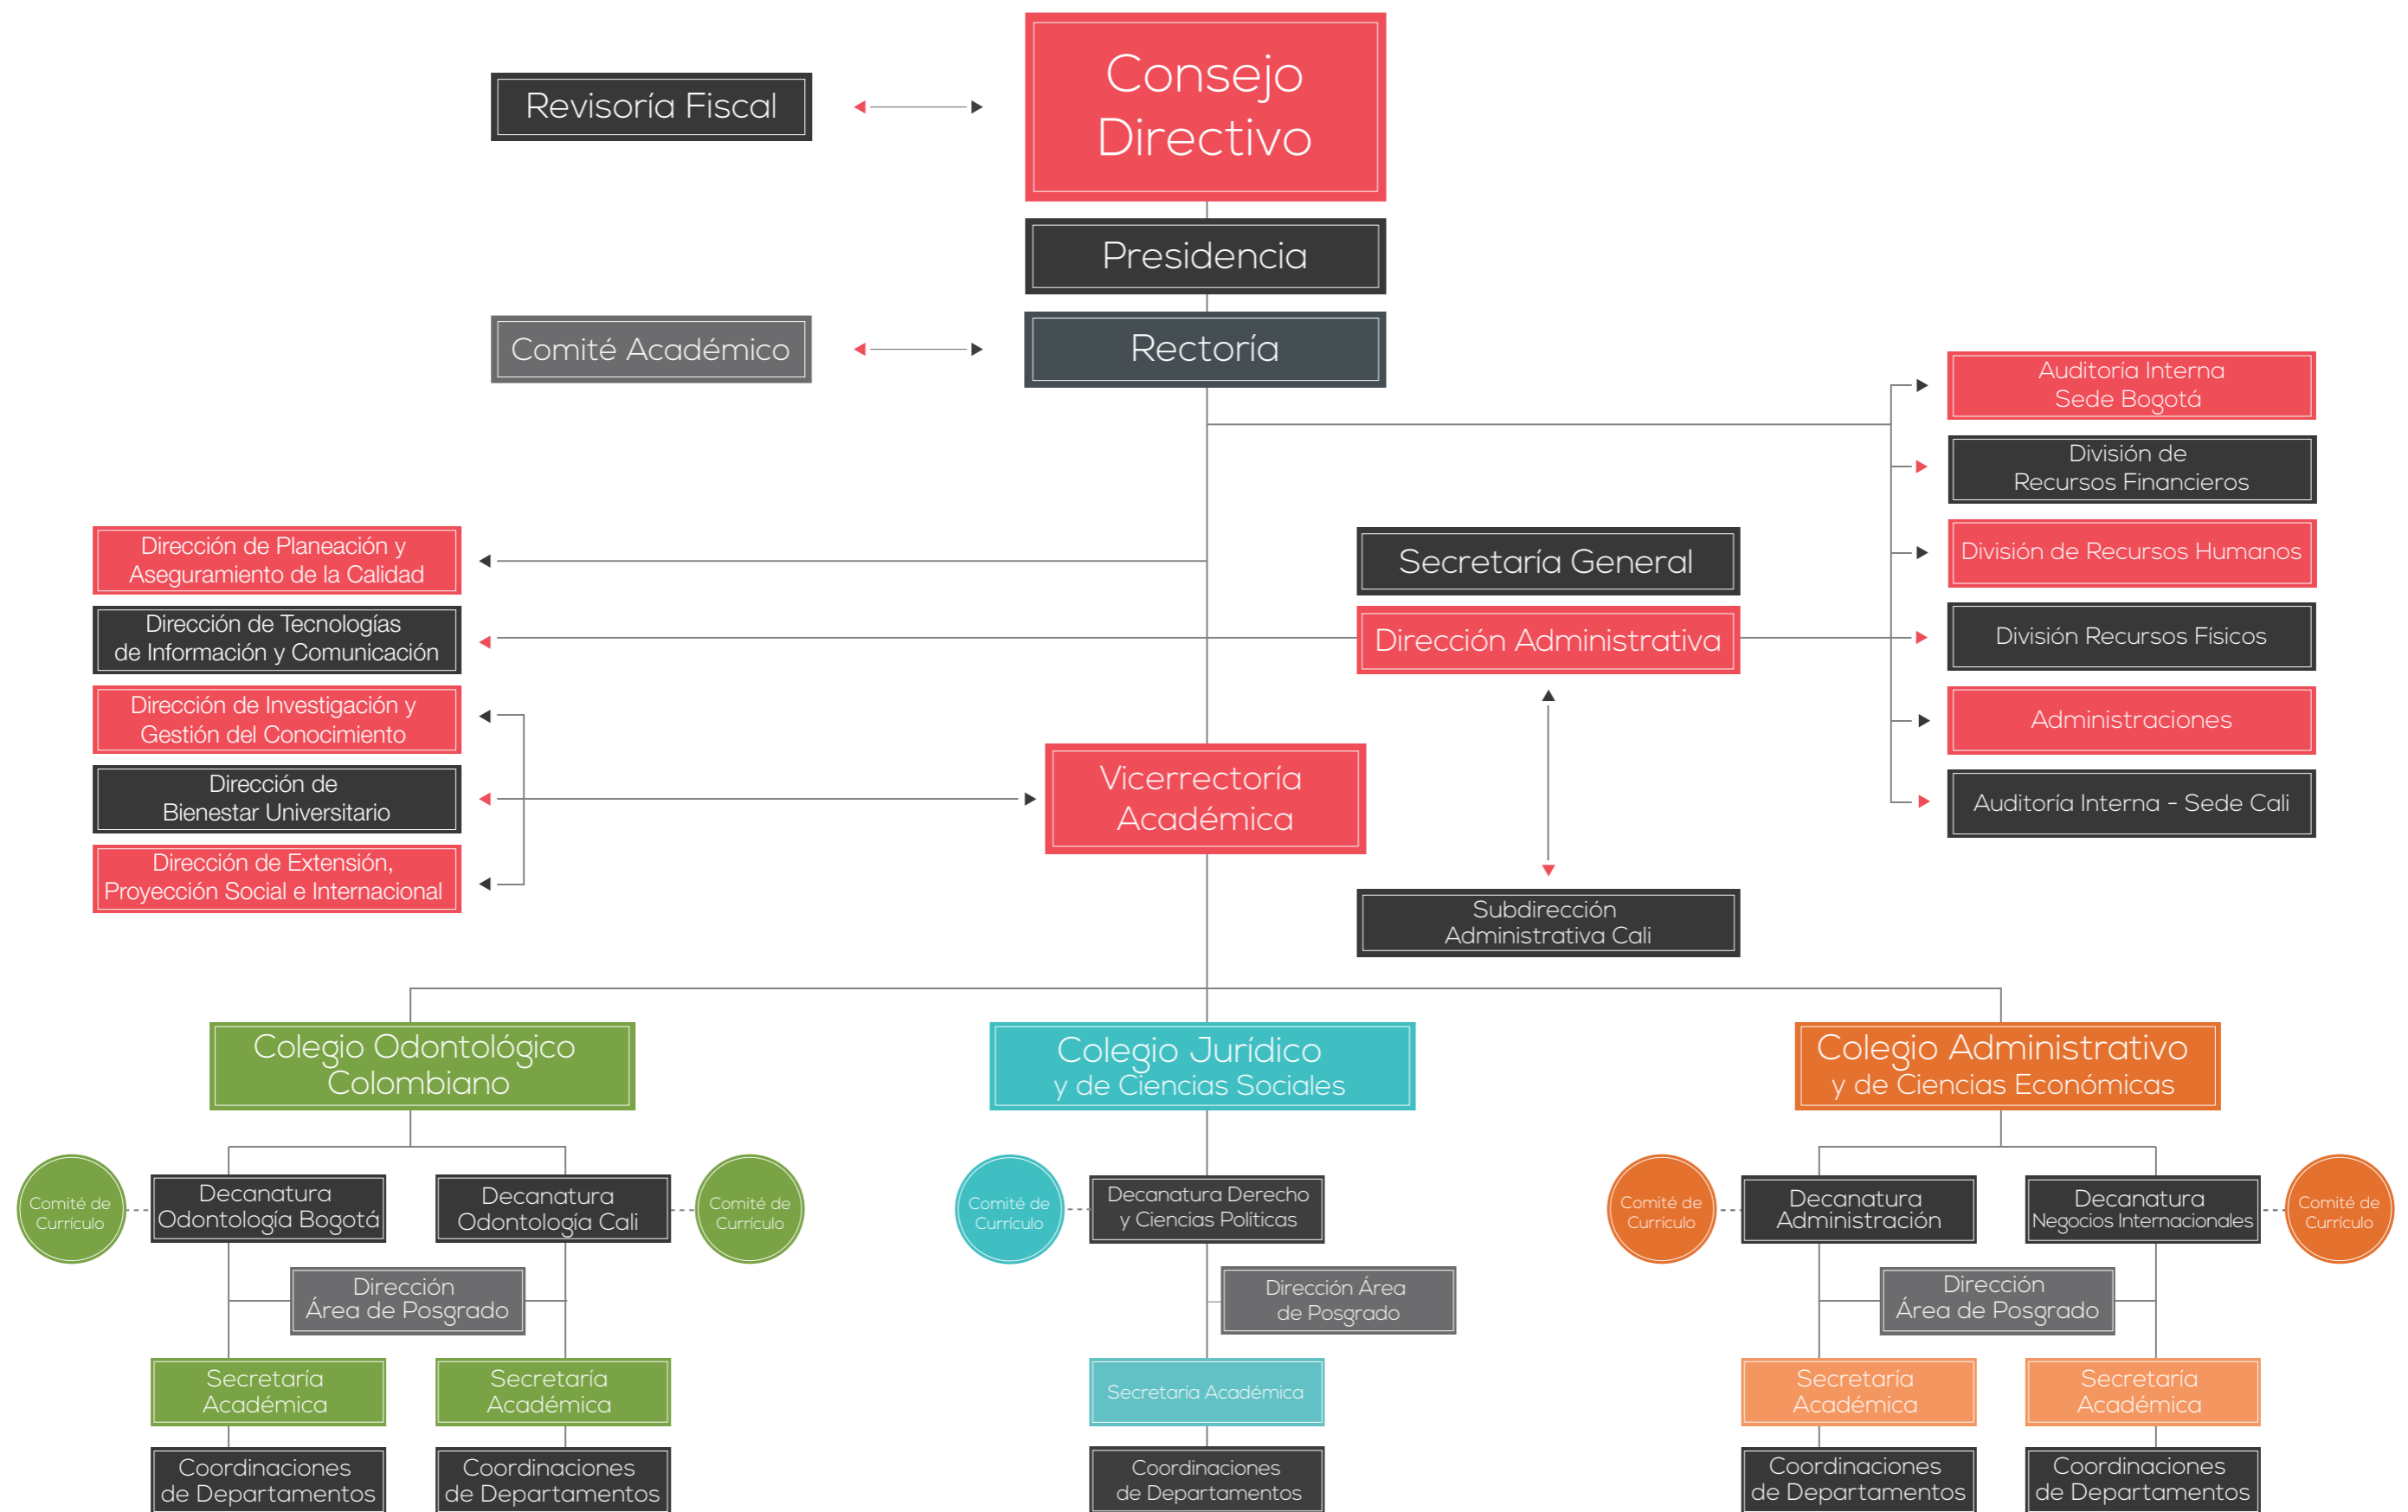 Consejo
Directivo
Revisoría Fiscal
Presidencia
Comité Académico
Rectoría
Auditoría Interna
Sede Bogotá
División de
Recursos Financieros
División de Recursos Humanos
División Recursos Físicos
Administraciones
Auditoría Interna - Sede Cali
Dirección de Planeación y
Aseguramiento de la Calidad
Dirección de Tecnologías
de Información y Comunicación
Dirección de Investigación y
Gestión del Conocimiento
Dirección de
Bienestar Universitario
Dirección de Extensión,
Proyección Social e Internacional
Secretaría General
Dirección Administrativa
Vicerrectoría
Académica
Subdirección
Administrativa Cali
Colegio Odontológico
Colombiano
Colegio Jurídico
y de Ciencias Sociales
Colegio Administrativo
y de Ciencias Económicas
Comité de
Currículo
Decanatura
Odontología Bogotá
Decanatura
Odontología Cali
Comité de
Currículo
Comité de
Currículo
Decanatura Derecho
y Ciencias Políticas
Comité de
Currículo
Decanatura
Administración
Decanatura
Negocios Internacionales
Comité de
Currículo
Dirección
Área de Posgrado
Dirección Área
de Posgrado
Dirección
Área de Posgrado
Secretaría
Académica
Secretaría
Académica
Secretaría Académica
Secretaría
Académica
Secretaría
Académica
Coordinaciones
de Departamentos
Coordinaciones
de Departamentos
Coordinaciones
de Departamentos
Coordinaciones
de Departamentos
Coordinaciones
de Departamentos